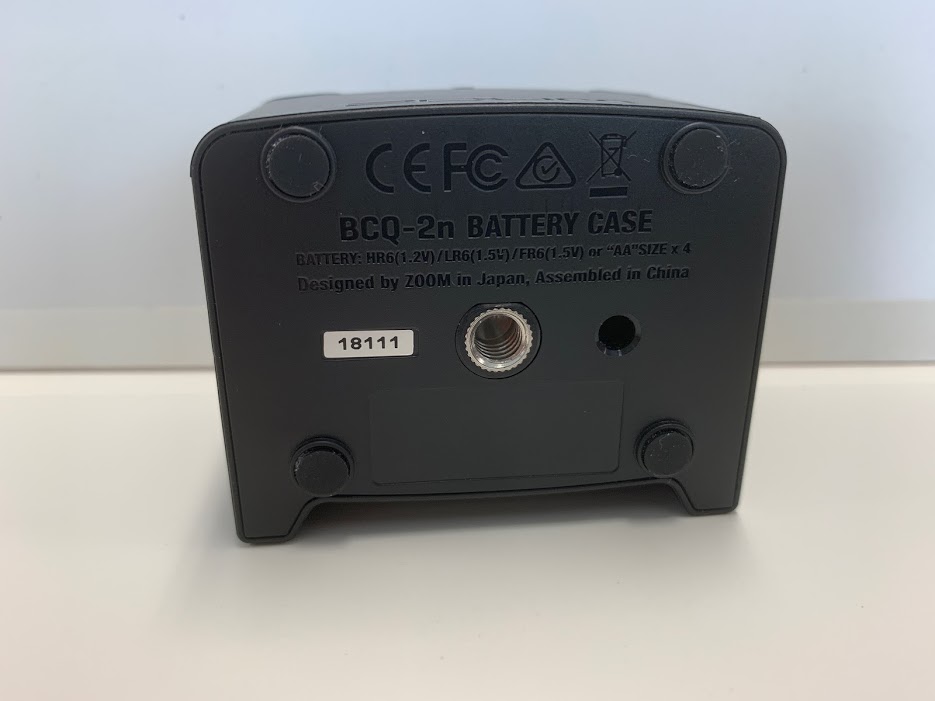 CE FC
BCQ-2n BATTERY CASE
BATTERY: HR6(1.2V)/LR6(1.5V)/FR6(1.5V) or "AA"SIZE x 4
Designed by ZOOM in Japan, Assembled in China
18111